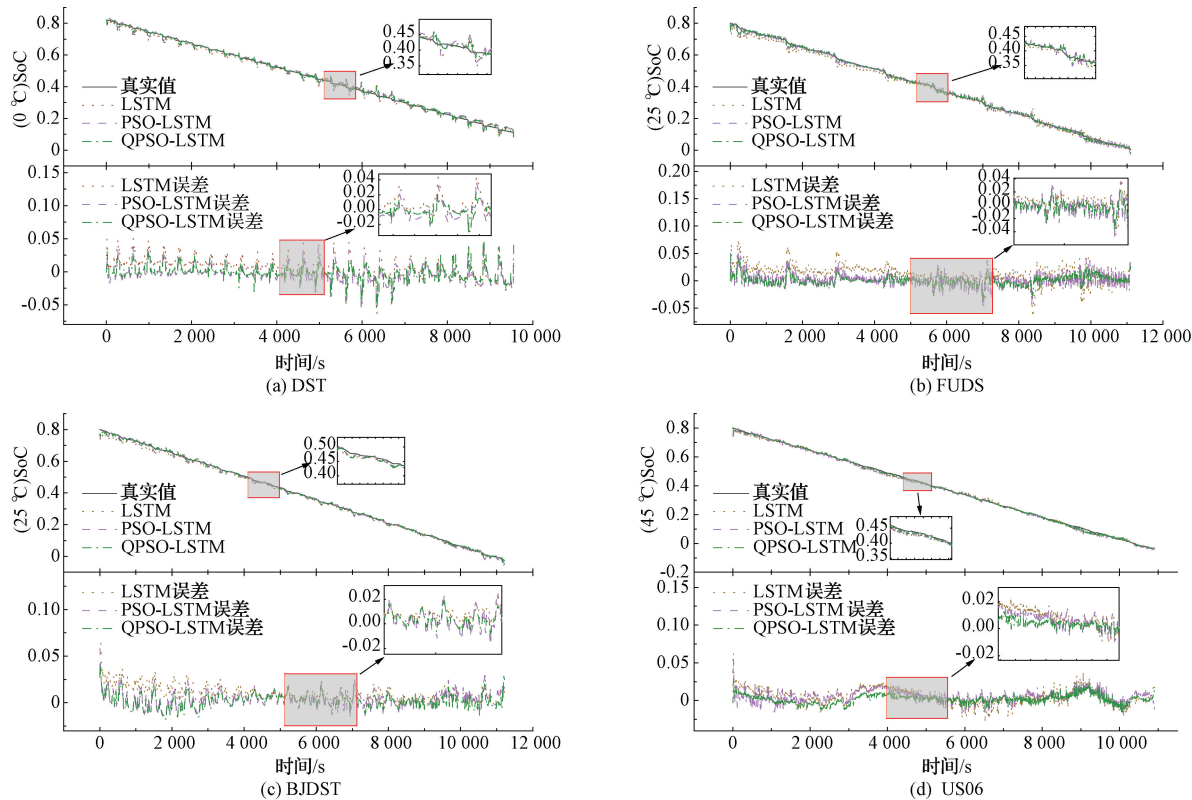 (0 ℃)SoC
0.8
0.6
0.4
0.2
0
真实值
LSTM
PSO-LSTM
QPSO-LSTM
0.45
0.40
0.35
0.15
0.10
0.05
0
-0.05
LSTM误差
PSO-LSTM误差
QPSO-LSTM误差
0.04
0.02
0.00
-0.02
0 2 000 4 000 6 000 8 000 10 000
时间/s
(a) DST
(25 ℃)SoC
0.8
0.6
0.4
0.2
0
真实值
LSTM
PSO-LSTM
QPSO-LSTM
0.45
0.40
0.35
0.20
0.15
0.10
0.05
0
-0.05
LSTM误差
PSO-LSTM误差
QPSO-LSTM误差
0.04
0.02
0.00
-0.02
-0.04
0 2 000 4 000 6 000 8 000 10 000 12 000
时间/s
(b) FUDS
(25 ℃)SoC
0.8
0.6
0.4
0.2
0
真实值
LSTM
PSO-LSTM
QPSO-LSTM
0.50
0.45
0.40
0.10
0.05
0
LSTM误差
PSO-LSTM误差
QPSO-LSTM误差
0.02
0.00
-0.02
0 2 000 4 000 6 000 8 000 10 000 12 000
时间/s
(c) BJDST
(45 ℃)SoC
0.8
0.6
0.4
0.2
0
-0.2
真实值
LSTM
PSO-LSTM
QPSO-LSTM
0.45
0.40
0.35
0.15
0.10
0.05
0
-0.05
LSTM误差
PSO-LSTM误差
QPSO-LSTM误差
0.02
0.00
-0.02
0 2 000 4 000 6 000 8 000 10 000
时间/s
(d) US06